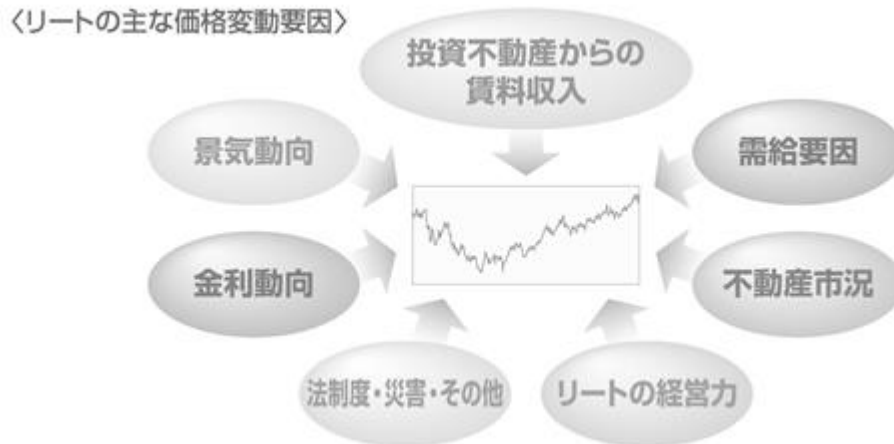 〈リートの主な価格変動要因〉
投資不動産からの
賃料収入
景気動向
需給要因
金利動向
不動産市況
法制度・災害・その他
リートの経営力